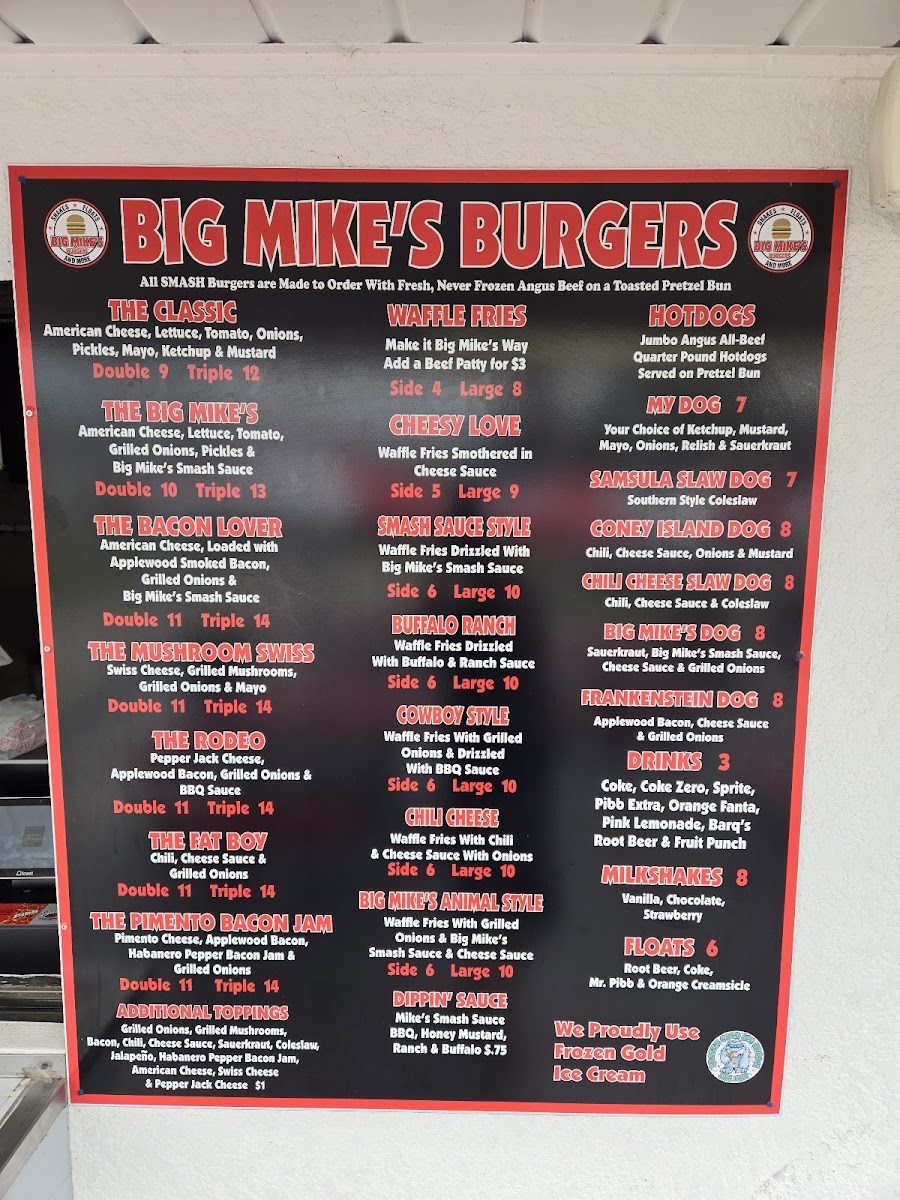 BIG MIKE'S BURGERS
SHAKES ★ FLOATS
BIG MIKE'S
BURGERS
AND MORE
SHAKES ★ FLOATS
BIG MIKE'S
BURGERS
AND MORE
All SMASH Burgers are Made to Order With Fresh, Never Frozen Angus Beef on a Toasted Pretzel Bun
THE CLASSIC
American Cheese, Lettuce, Tomato, Onions,
Pickles, Mayo, Ketchup & Mustard
Double 9 Triple 12
THE BIG MIKE'S
American Cheese, Lettuce, Tomato,
Grilled Onions, Pickles &
Big Mike's Smash Sauce
Double 10 Triple 13
THE BACON LOVER
American Cheese, Loaded with
Applewood Smoked Bacon,
Grilled Onions &
Big Mike's Smash Sauce
Double 11 Triple 14
THE MUSHROOM SWISS
Swiss Cheese, Grilled Mushrooms,
Grilled Onions & Mayo
Double 11 Triple 14
THE RODEO
Pepper Jack Cheese,
Applewood Bacon, Grilled Onions &
BBQ Sauce
Double 11 Triple 14
THE FAT BOY
Chili, Cheese Sauce &
Grilled Onions
Double 11 Triple 14
THE PIMENTO BACON JAM
Pimento Cheese, Applewood Bacon,
Habanero Pepper Bacon Jam &
Grilled Onions
Double 11 Triple 14
ADDITIONAL TOPPINGS
Grilled Onions, Grilled Mushrooms,
Bacon, Chili, Cheese Sauce, Sauerkraut, Coleslaw,
Jalapeño, Habanero Pepper Bacon Jam,
American Cheese, Swiss Cheese
& Pepper Jack Cheese $1
WAFFLE FRIES
Make it Big Mike's Way
Add a Beef Patty for $3
Side 4 Large 8
CHEESY LOVE
Waffle Fries Smothered in
Cheese Sauce
Side 5 Large 9
SMASH SAUCE STYLE
Waffle Fries Drizzled With
Big Mike's Smash Sauce
Side 6 Large 10
BUFFALO RANCH
Waffle Fries Drizzled
With Buffalo & Ranch Sauce
Side 6 Large 10
COWBOY STYLE
Waffle Fries With Grilled
Onions & Drizzled
With BBQ Sauce
Side 6 Large 10
CHILI CHEESE
Waffle Fries With Chili
& Cheese Sauce With Onions
Side 6 Large 10
BIG MIKE'S ANIMAL STYLE
Waffle Fries With Grilled
Onions & Big Mike's
Smash Sauce & Cheese Sauce
Side 6 Large 10
DIPPIN' SAUCE
Mike's Smash Sauce
BBQ, Honey Mustard,
Ranch & Buffalo $.75
HOTDOGS
Jumbo Angus All-Beef
Quarter Pound Hotdogs
Served on Pretzel Bun
MY DOG 7
Your Choice of Ketchup, Mustard,
Mayo, Onions, Relish & Sauerkraut
SAMSULA SLAW DOG 7
Southern Style Coleslaw
CONEY ISLAND DOG 8
Chili, Cheese Sauce, Onions & Mustard
CHILI CHEESE SLAW DOG 8
Chili, Cheese Sauce & Coleslaw
BIG MIKE'S DOG 8
Sauerkraut, Big Mike's Smash Sauce,
Cheese Sauce & Grilled Onions
FRANKENSTEIN DOG 8
Applewood Bacon, Cheese Sauce
& Grilled Onions
DRINKS 3
Coke, Coke Zero, Sprite,
Pibb Extra, Orange Fanta,
Pink Lemonade, Barq's
Root Beer & Fruit Punch
MILKSHAKES 8
Vanilla, Chocolate,
Strawberry
FLOATS 6
Root Beer, Coke,
Mr. Pibb & Orange Creamsicle
We Proudly Use
Frozen Gold
Ice Cream
toast